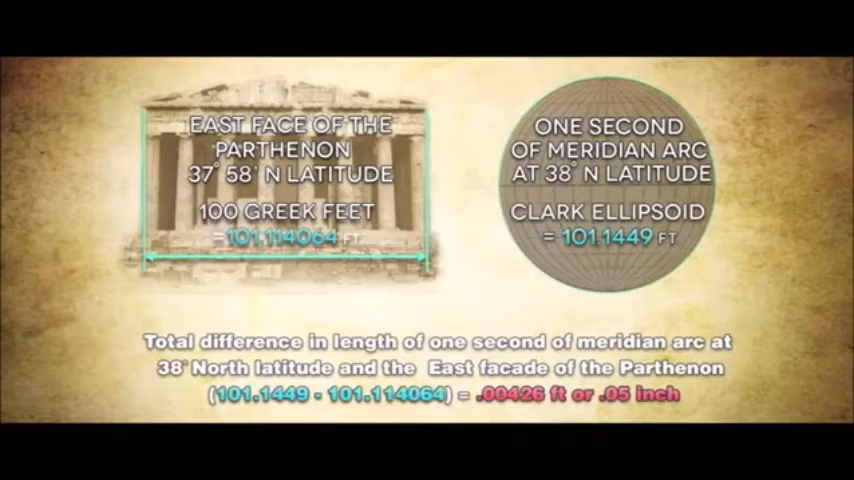 EAST FACE OF THE
PARTHENON
37° 58' N LATITUDE
100 GREEK FEET
=101.114064 FT
ONE SECOND
OF MERIDIAN ARC
AT 38° N LATITUDE
CLARK ELLIPSOID
= 101.1449 FT
Total difference in length of one second of meridian arc at
38° North latitude and the East facade of the Parthenon
(101.1449 - 101.114064) = .00426 ft or .05 inch